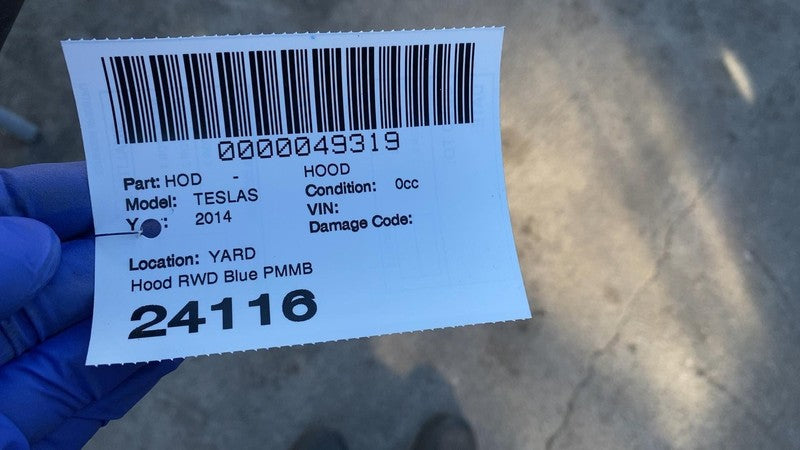 0000049319
Part: HOD - HOOD
Model: TESLAS Condition: 0cc
2014 VIN:
Damage Code:
Location: YARD
Hood RWD Blue PMMB
24116